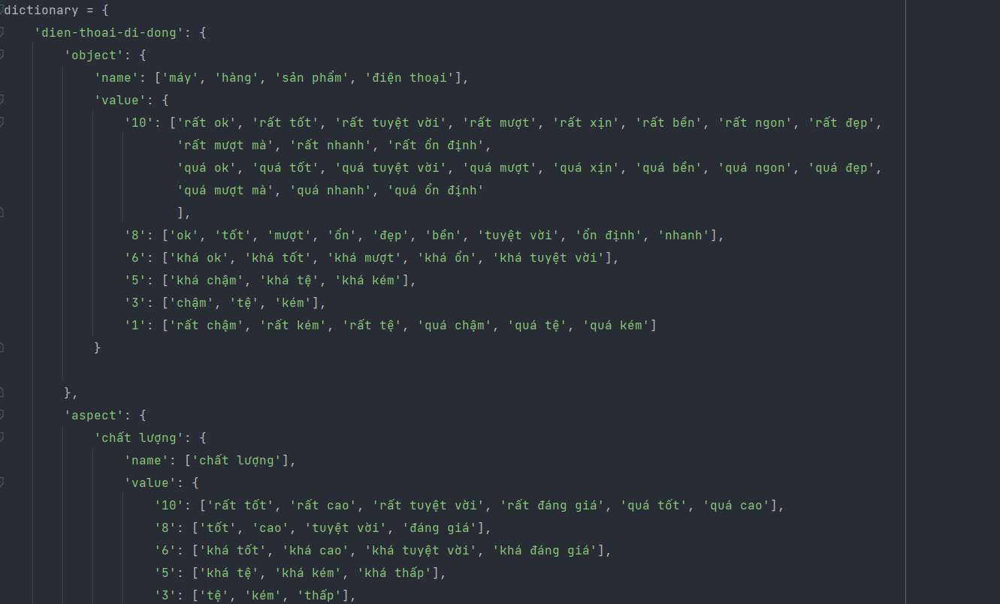 dictionary = {
    'dien-thoai-di-dong': {
        'object': {
            'name': ['máy', 'hàng', 'sản phẩm', 'điện thoại'],
            'value': {
                '10': ['rất ok', 'rất tốt', 'rất tuyệt vời', 'rất mượt', 'rất xịn', 'rất bền', 'rất ngon', 'rất đẹp',
                       'rất mượt mà', 'rất nhanh', 'rất ổn định',
                       'quá ok', 'quá tốt', 'quá tuyệt vời', 'quá mượt', 'quá xịn', 'quá bền', 'quá ngon', 'quá đẹp',
                       'quá mượt mà', 'quá nhanh', 'quá ổn định'
                       ],
                '8': ['ok', 'tốt', 'mượt', 'ổn', 'đẹp', 'bền', 'tuyệt vời', 'ổn định', 'nhanh'],
                '6': ['khá ok', 'khá tốt', 'khá mượt', 'khá ổn', 'khá tuyệt vời'],
                '5': ['khá chậm', 'khá tệ', 'khá kém'],
                '3': ['chậm', 'tệ', 'kém'],
                '1': ['rất chậm', 'rất kém', 'rất tệ', 'quá chậm', 'quá tệ', 'quá kém']
            }
        },
        'aspect': {
            'chất lượng': {
                'name': ['chất lượng'],
                'value': {
                    '10': ['rất tốt', 'rất cao', 'rất tuyệt vời', 'rất đáng giá', 'quá tốt', 'quá cao'],
                    '8': ['tốt', 'cao', 'tuyệt vời', 'đáng giá'],
                    '6': ['khá tốt', 'khá cao', 'khá tuyệt vời', 'khá đáng giá'],
                    '5': ['khá tệ', 'khá kém', 'khá thấp'],
                    '3': ['tệ', 'kém', 'thấp'],